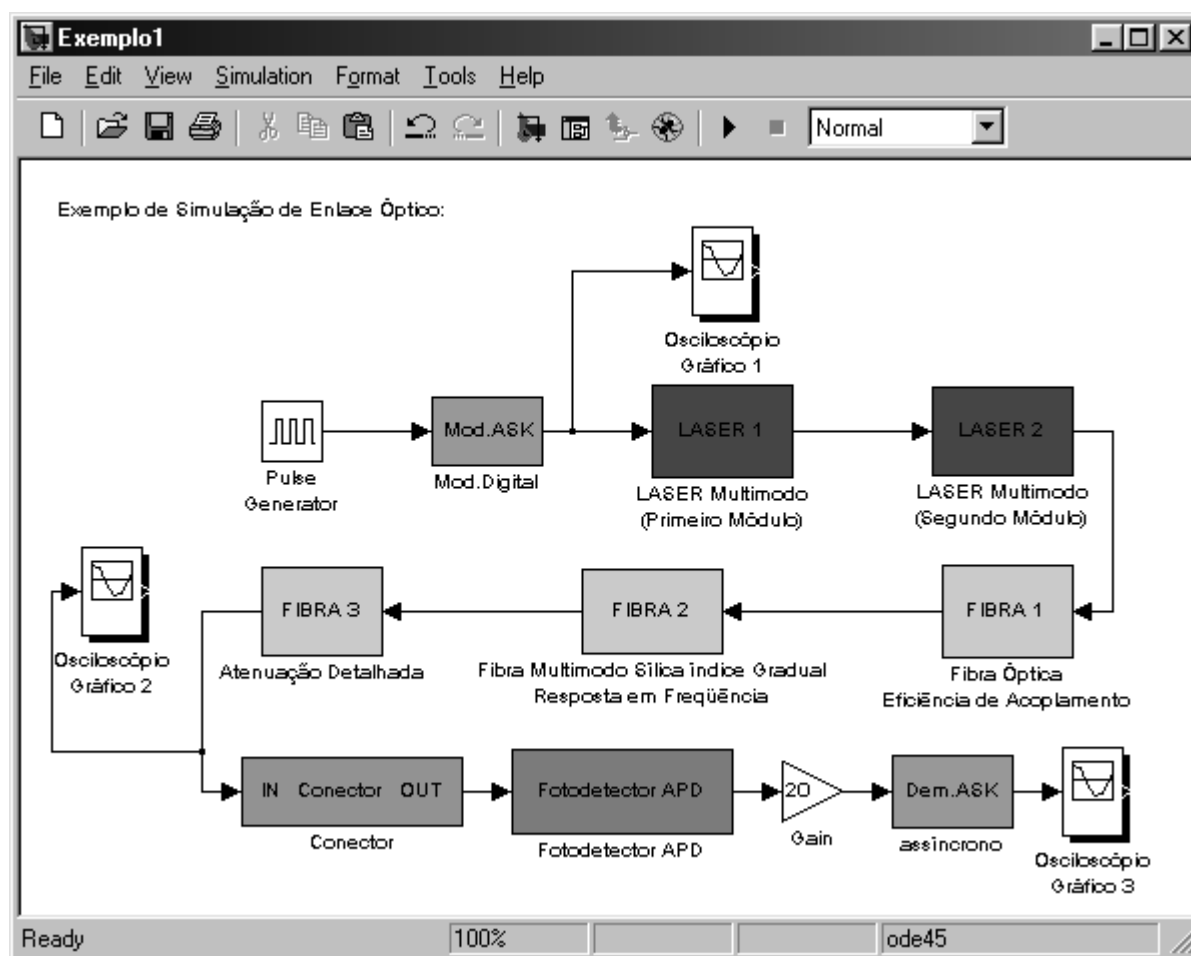 Exemplo1
File Edit View Simulation Format Tools Help
Normal
Exemplo de Simulação de Enlace Óptico:
Osciloscópio
Gráfico 1
Mod.ASK
LASER 1
LASER 2
Pulse
Generator
Mod.Digital
LASER Multimodo
(Primeiro Módulo)
LASER Multimodo
(Segundo Módulo)
FIBRA 3
FIBRA 2
FIBRA 1
Osciloscópio
Gráfico 2
Atenuação Detalhada
Fibra Multimodo Sílica índice Gradual
Resposta em Freqüência
Fibra Óptica
Eficiência de Acoplamento
IN Conector OUT
Fotodetector APD
20
Dem.ASK
Conector
Fotodetector APD
Gain
assíncrono
Osciloscópio
Gráfico 3
Ready
100%
ode45